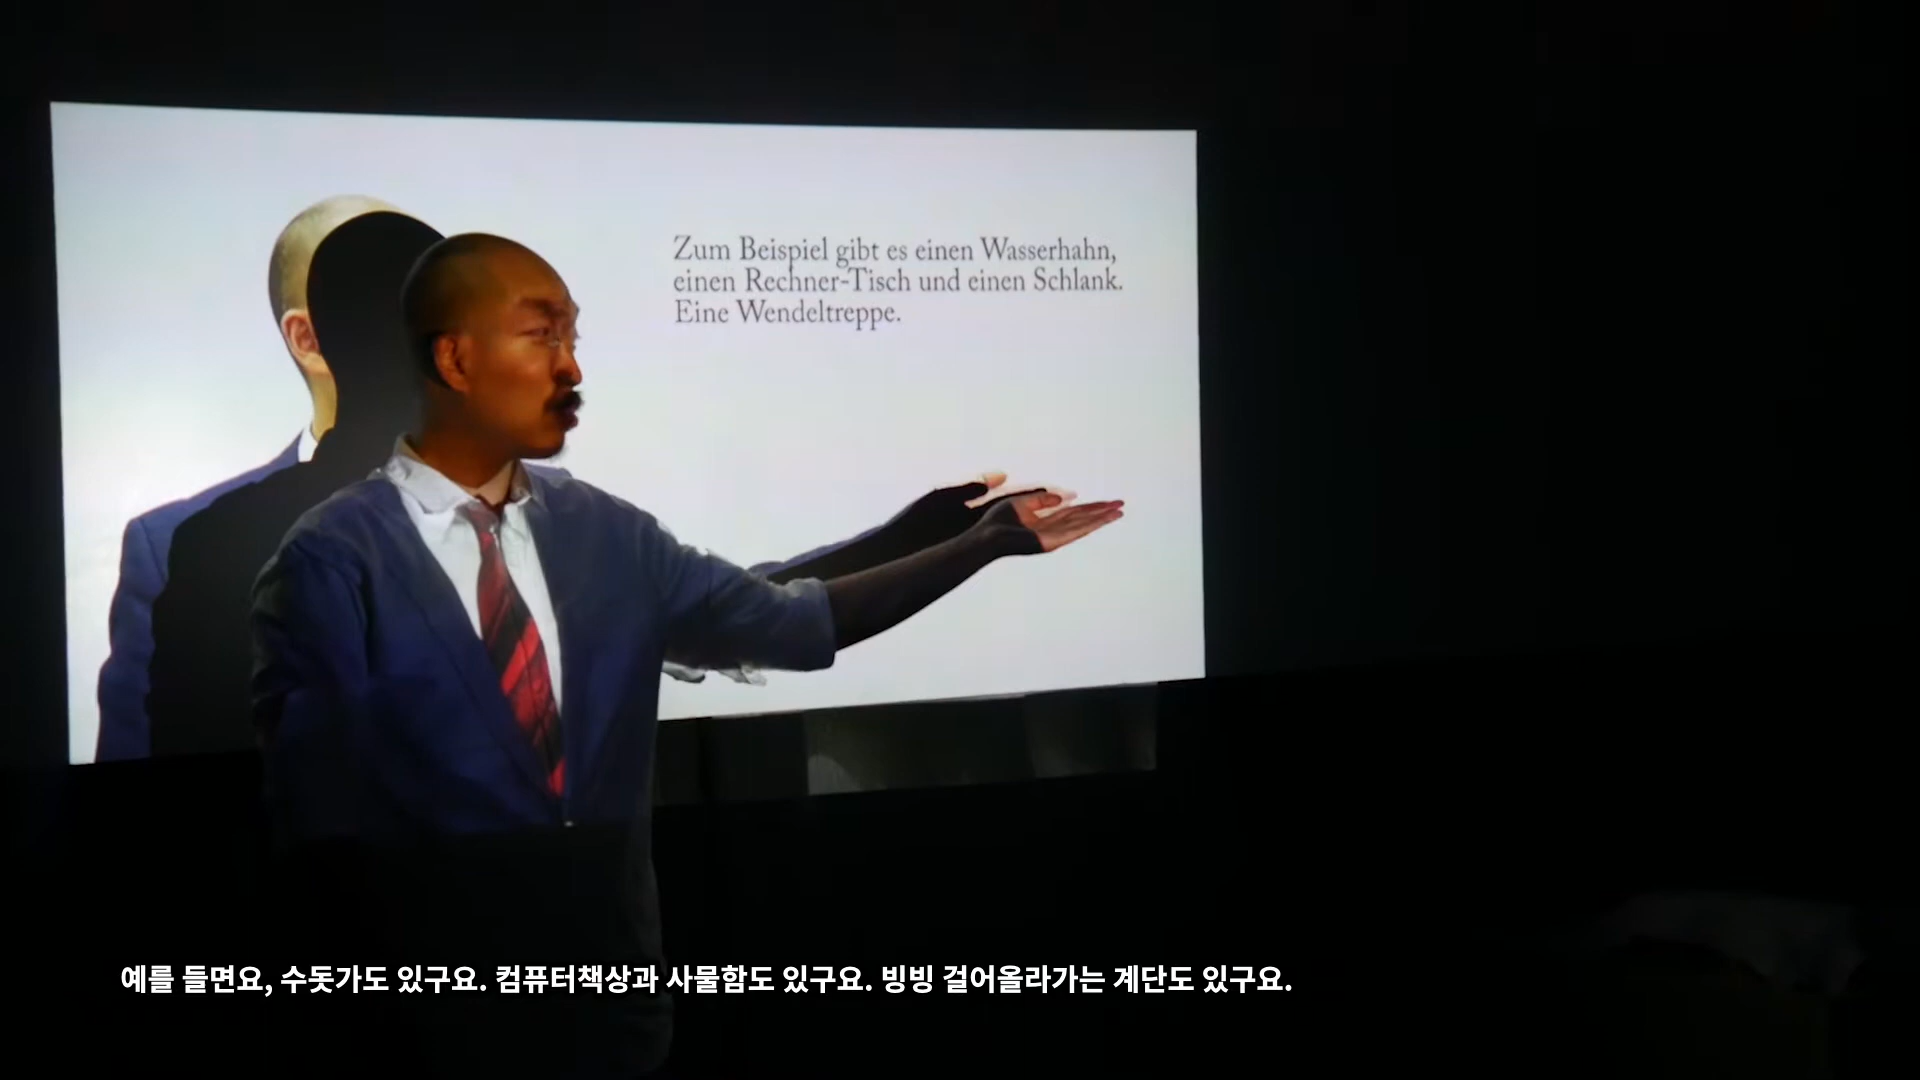 Zum Beispiel gibt es einen Wasserhahn,
einen Rechner-Tisch und einen Schlank.
Eine Wendeltreppe.
예를 들면요, 수돗가도 있구요. 컴퓨터책상과 사물함도 있구요. 빙빙 걸어올라가는 계단도 있구요.